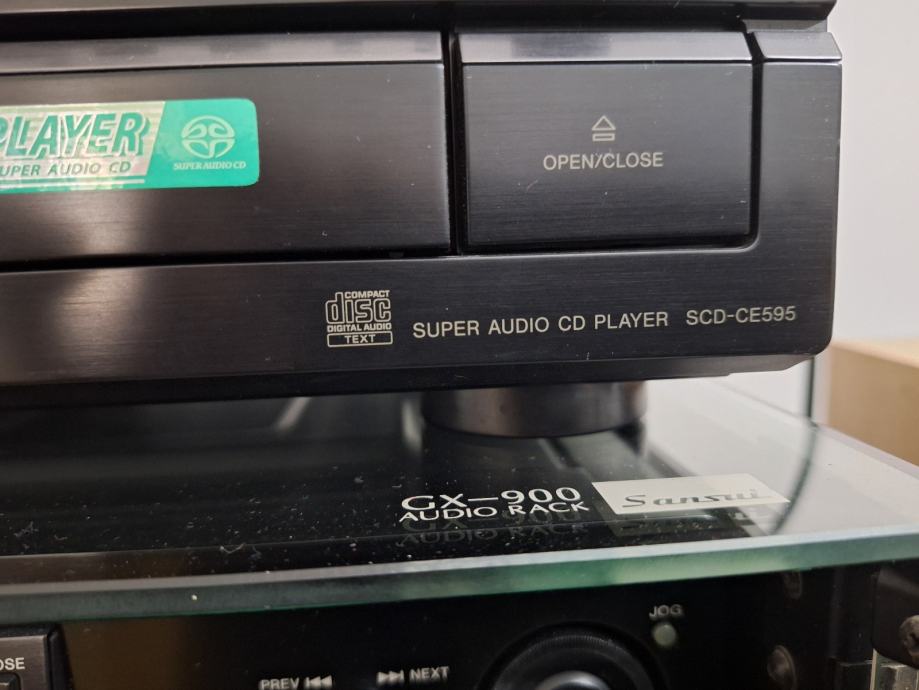 PLAYER
SUPER AUDIO CD
SUPER AUDIO CD
OPEN/CLOSE
COMPACT
disc
DIGITAL AUDIO
TEXT
SUPER AUDIO CD PLAYER SCD-CE595
GX-900
AUDIO RACK
Sansui
JOG
OSE
PREV
NEXT